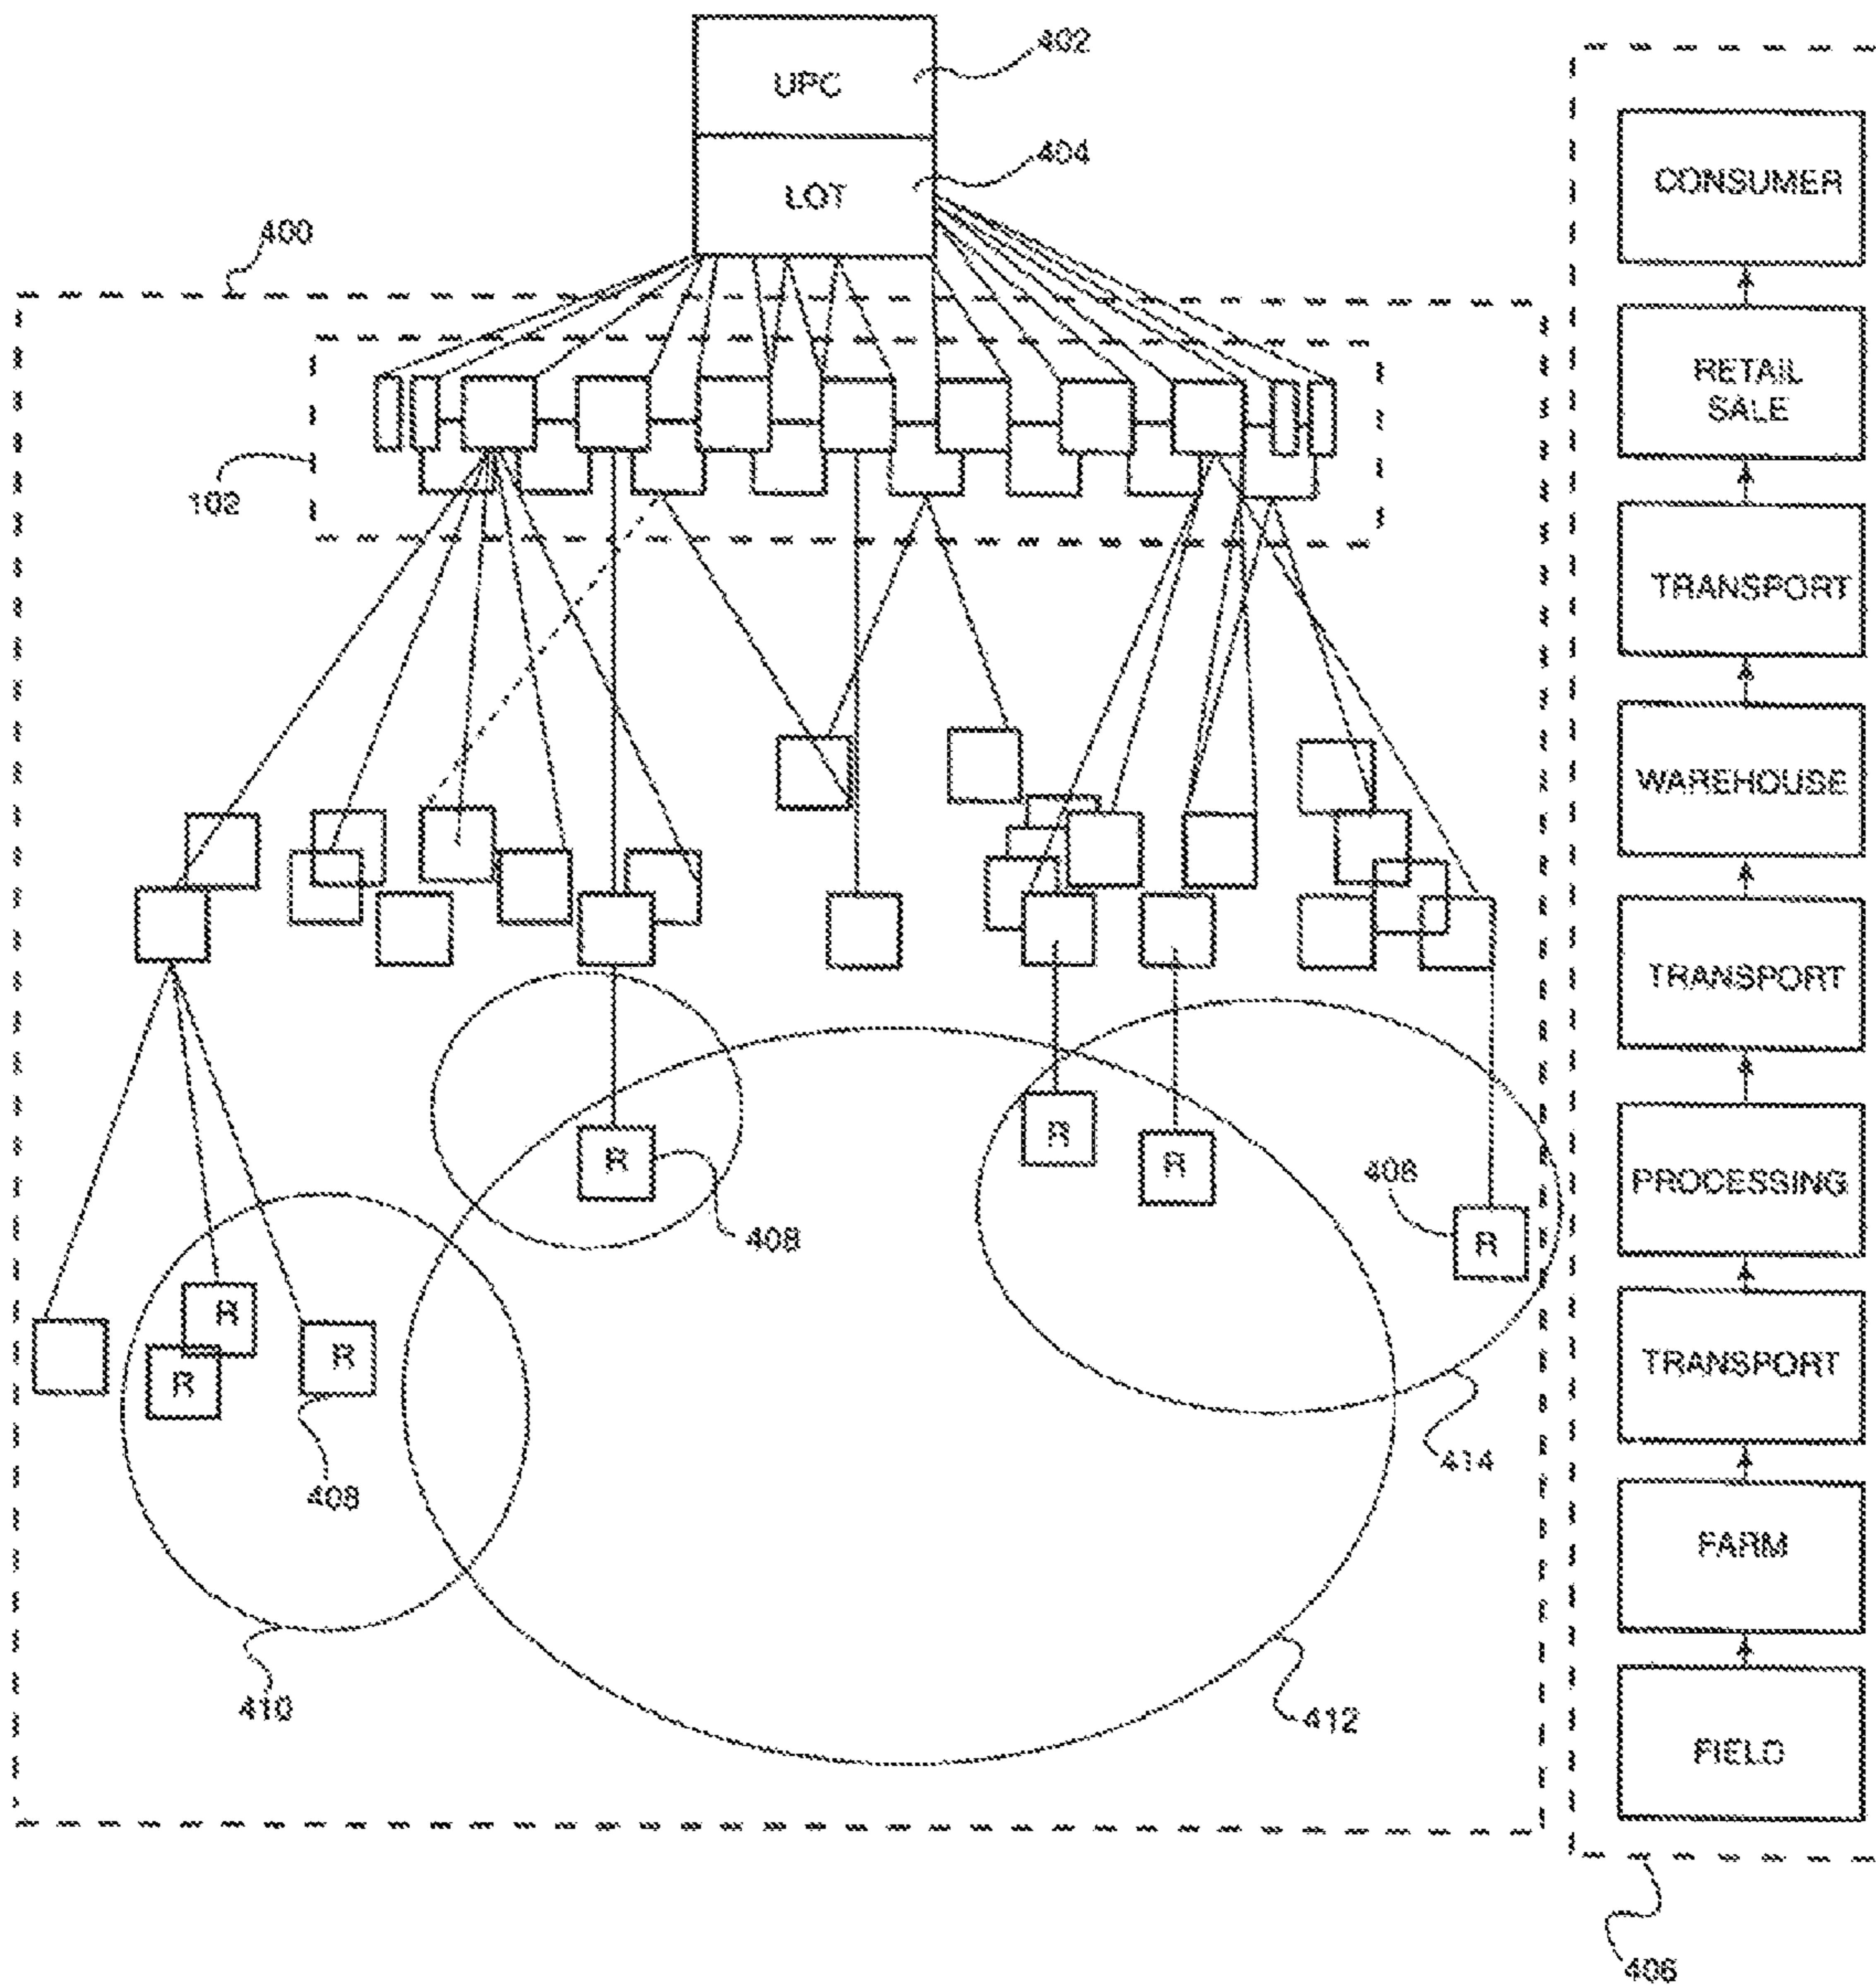 402
UPC
404
LOT
400
102
R
R
R
408
408
R
R
R
R
408
414
410
412
CONSUMER
RETAIL
SALE
TRANSPORT
WAREHOUSE
TRANSPORT
PROCESSING
TRANSPORT
FARM
FIELD
406